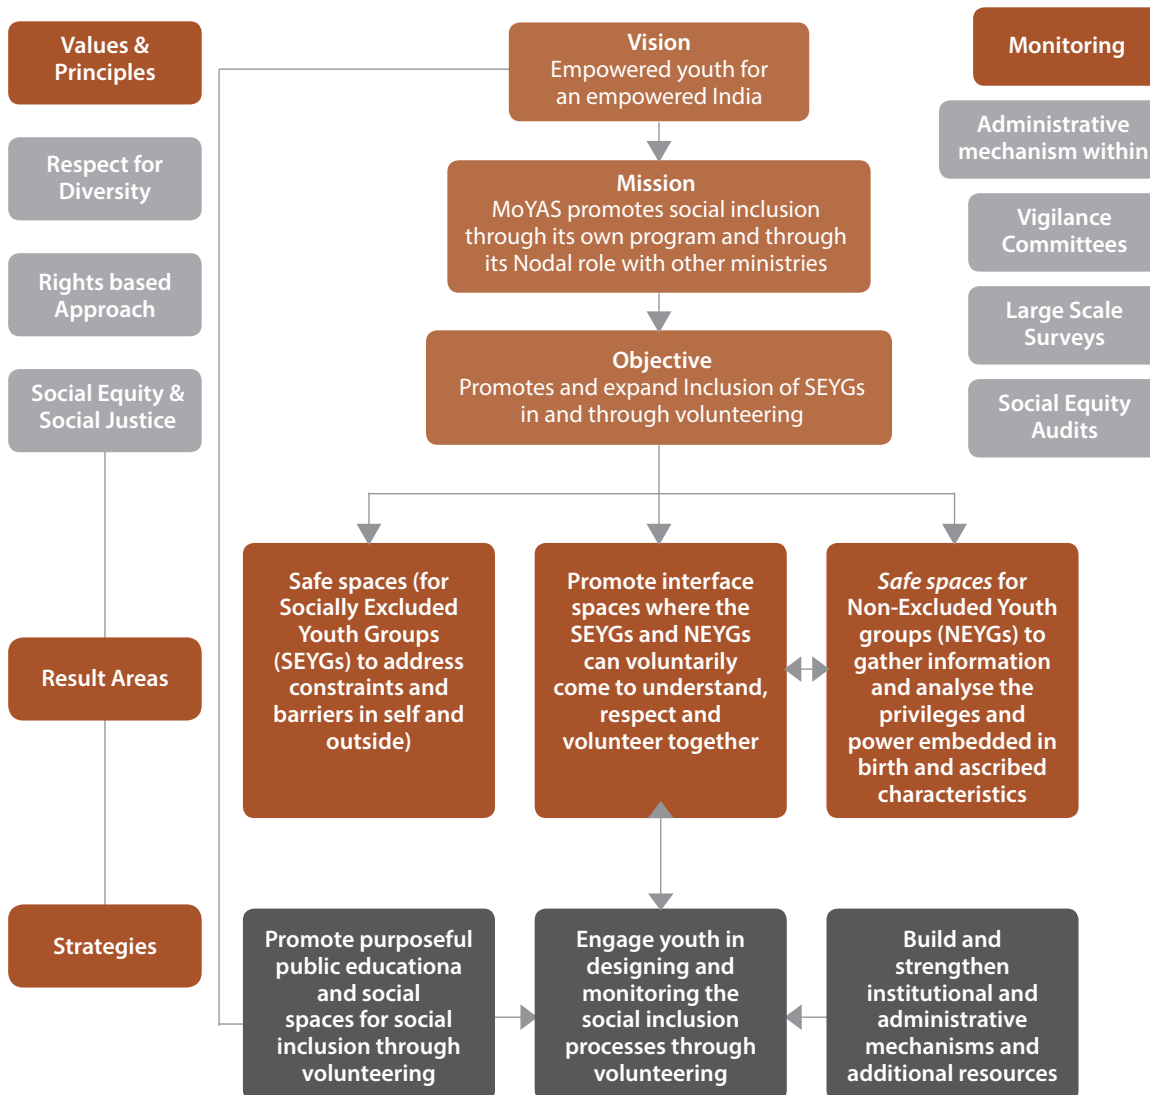 Values &
Principles
Respect for
Diversity
Rights based
Approach
Social Equity &
Social Justice
Result Areas
Strategies
Vision
Empowered youth for
an empowered India
Mission
MoYAS promotes social inclusion
through its own program and through
its Nodal role with other ministries
Objective
Promotes and expand Inclusion of SEYGs
in and through volunteering
Safe spaces (for
Socially Excluded
Youth Groups
(SEYGs) to address
constraints and
barriers in self and
outside)
Promote interface
spaces where the
SEYGs and NEYGs
can voluntarily
come to understand,
respect and
volunteer together
Safe spaces for
Non-Excluded Youth
groups (NEYGs) to
gather information
and analyse the
privileges and
power embedded in
birth and ascribed
characteristics
Promote purposeful
public educationa
and social
spaces for social
inclusion through
volunteering
Engage youth in
designing and
monitoring the
social inclusion
processes through
volunteering
Build and
strengthen
institutional and
administrative
mechanisms and
additional resources
Monitoring
Administrative
mechanism within
Vigilance
Committees
Large Scale
Surveys
Social Equity
Audits